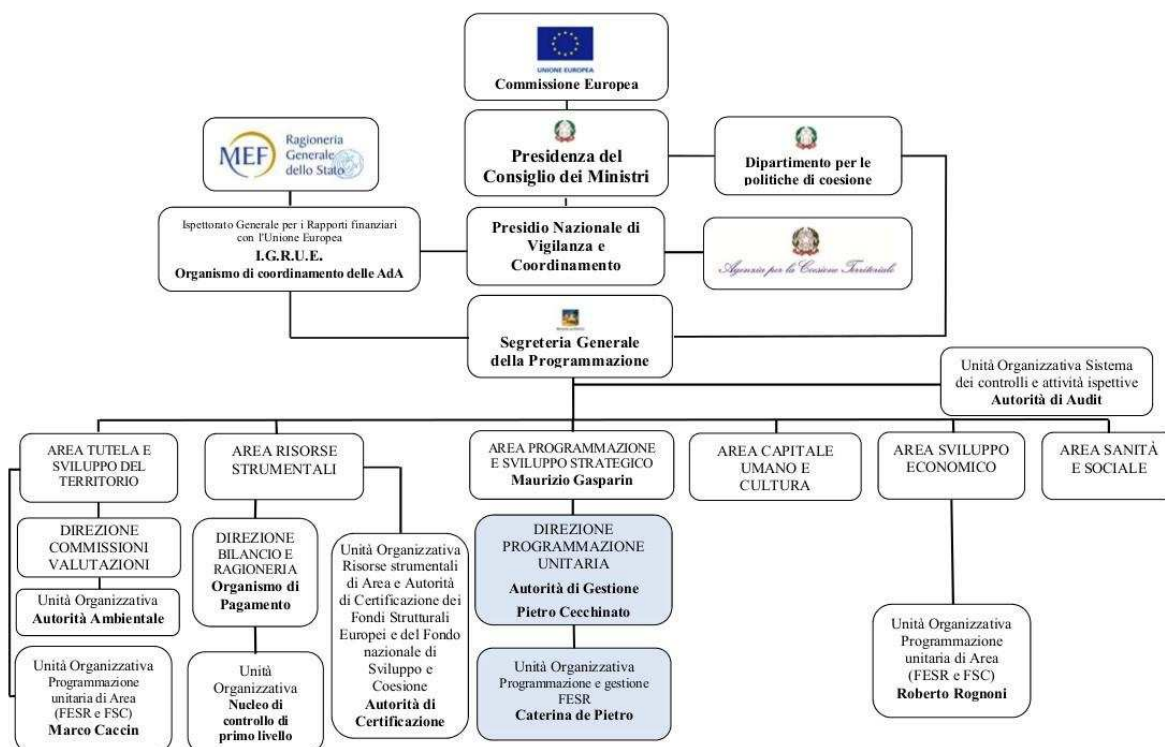 UNIONE EUROPEA
Commissione Europea
MEF
Ragioneria
Generale
dello Stato
Presidenza del
Consiglio dei Ministri
Dipartimento per le
politiche di coesione
Ispettorato Generale per i Rapporti finanziari
con l'Unione Europea
I.G.R.U.E.
Organismo di coordinamento delle AdA
Presidio Nazionale di
Vigilanza e
Coordinamento
Agenzia per la Coesione Territoriale
Segreteria Generale
della Programmazione
Unità Organizzativa Sistema
dei controlli e attività ispettive
Autorità di Audit
AREA TUTELA E
SVILUPPO DEL
TERRITORIO
AREA RISORSE
STRUMENTALI
AREA PROGRAMMAZIONE
E SVILUPPO STRATEGICO
Maurizio Gasparin
AREA CAPITALE
UMANO E
CULTURA
AREA SVILUPPO
ECONOMICO
AREA SANITÀ
E SOCIALE
DIREZIONE
COMMISSIONI
VALUTAZIONI
Unità Organizzativa
Autorità Ambientale
Unità Organizzativa
Programmazione
unitaria di Area
(FESR e FSC)
Marco Caccin
DIREZIONE
BILANCIO E
RAGIONERIA
Organismo di
Pagamento
Unità
Organizzativa
Nucleo di
controllo di
primo livello
Unità Organizzativa
Risorse strumentali
di Area e Autorità
di Certificazione dei
Fondi Strutturali
Europei e del Fondo
nazionale di
Sviluppo e
Coesione
Autorità di
Certificazione
DIREZIONE
PROGRAMMAZIONE
UNITARIA
Autorità di Gestione
Pietro Cecchinato
Unità Organizzativa
Programmazione e gestione
FESR
Caterina de Pietro
Unità Organizzativa
Programmazione
unitaria di Area
(FESR e FSC)
Roberto Rognoni